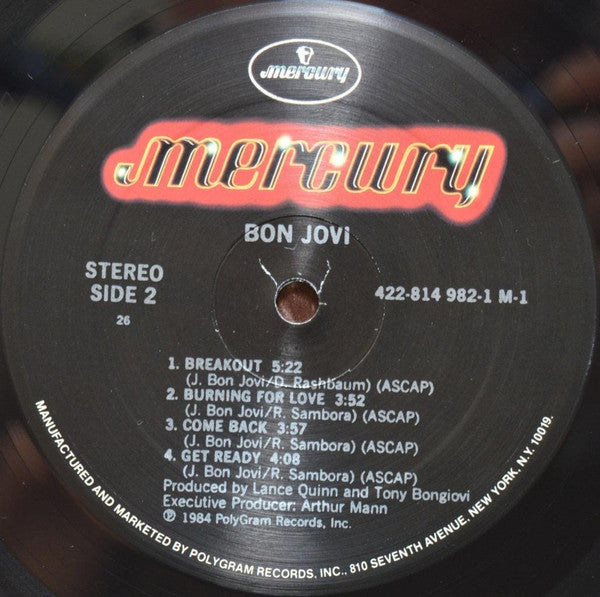 mercury
mercury
BON JOVi
STEREO
SIDE 2
422-814 982-1 M-1
26
1. BREAKOUT 5:22
(J. Bon Jovi/D. Rashbaum) (ASCAP)
2. BURNING FOR LOVE 3:52
(J. Bon Jovi/R. Sambora) (ASCAP)
3. COME BACK 3:57
(J. Bon Jovi/R. Sambora) (ASCAP)
4. GET READY 4:08
(J. Bon Jovi/R. Sambora) (ASCAP)
Produced by Lance Quinn and Tony Bongiovi
Executive Producer: Arthur Mann
℗ 1984 PolyGram Records, Inc.
MANUFACTURED AND MARKETED BY POLYGRAM RECORDS, INC., 810 SEVENTH AVENUE, NEW YORK, N.Y. 10019.